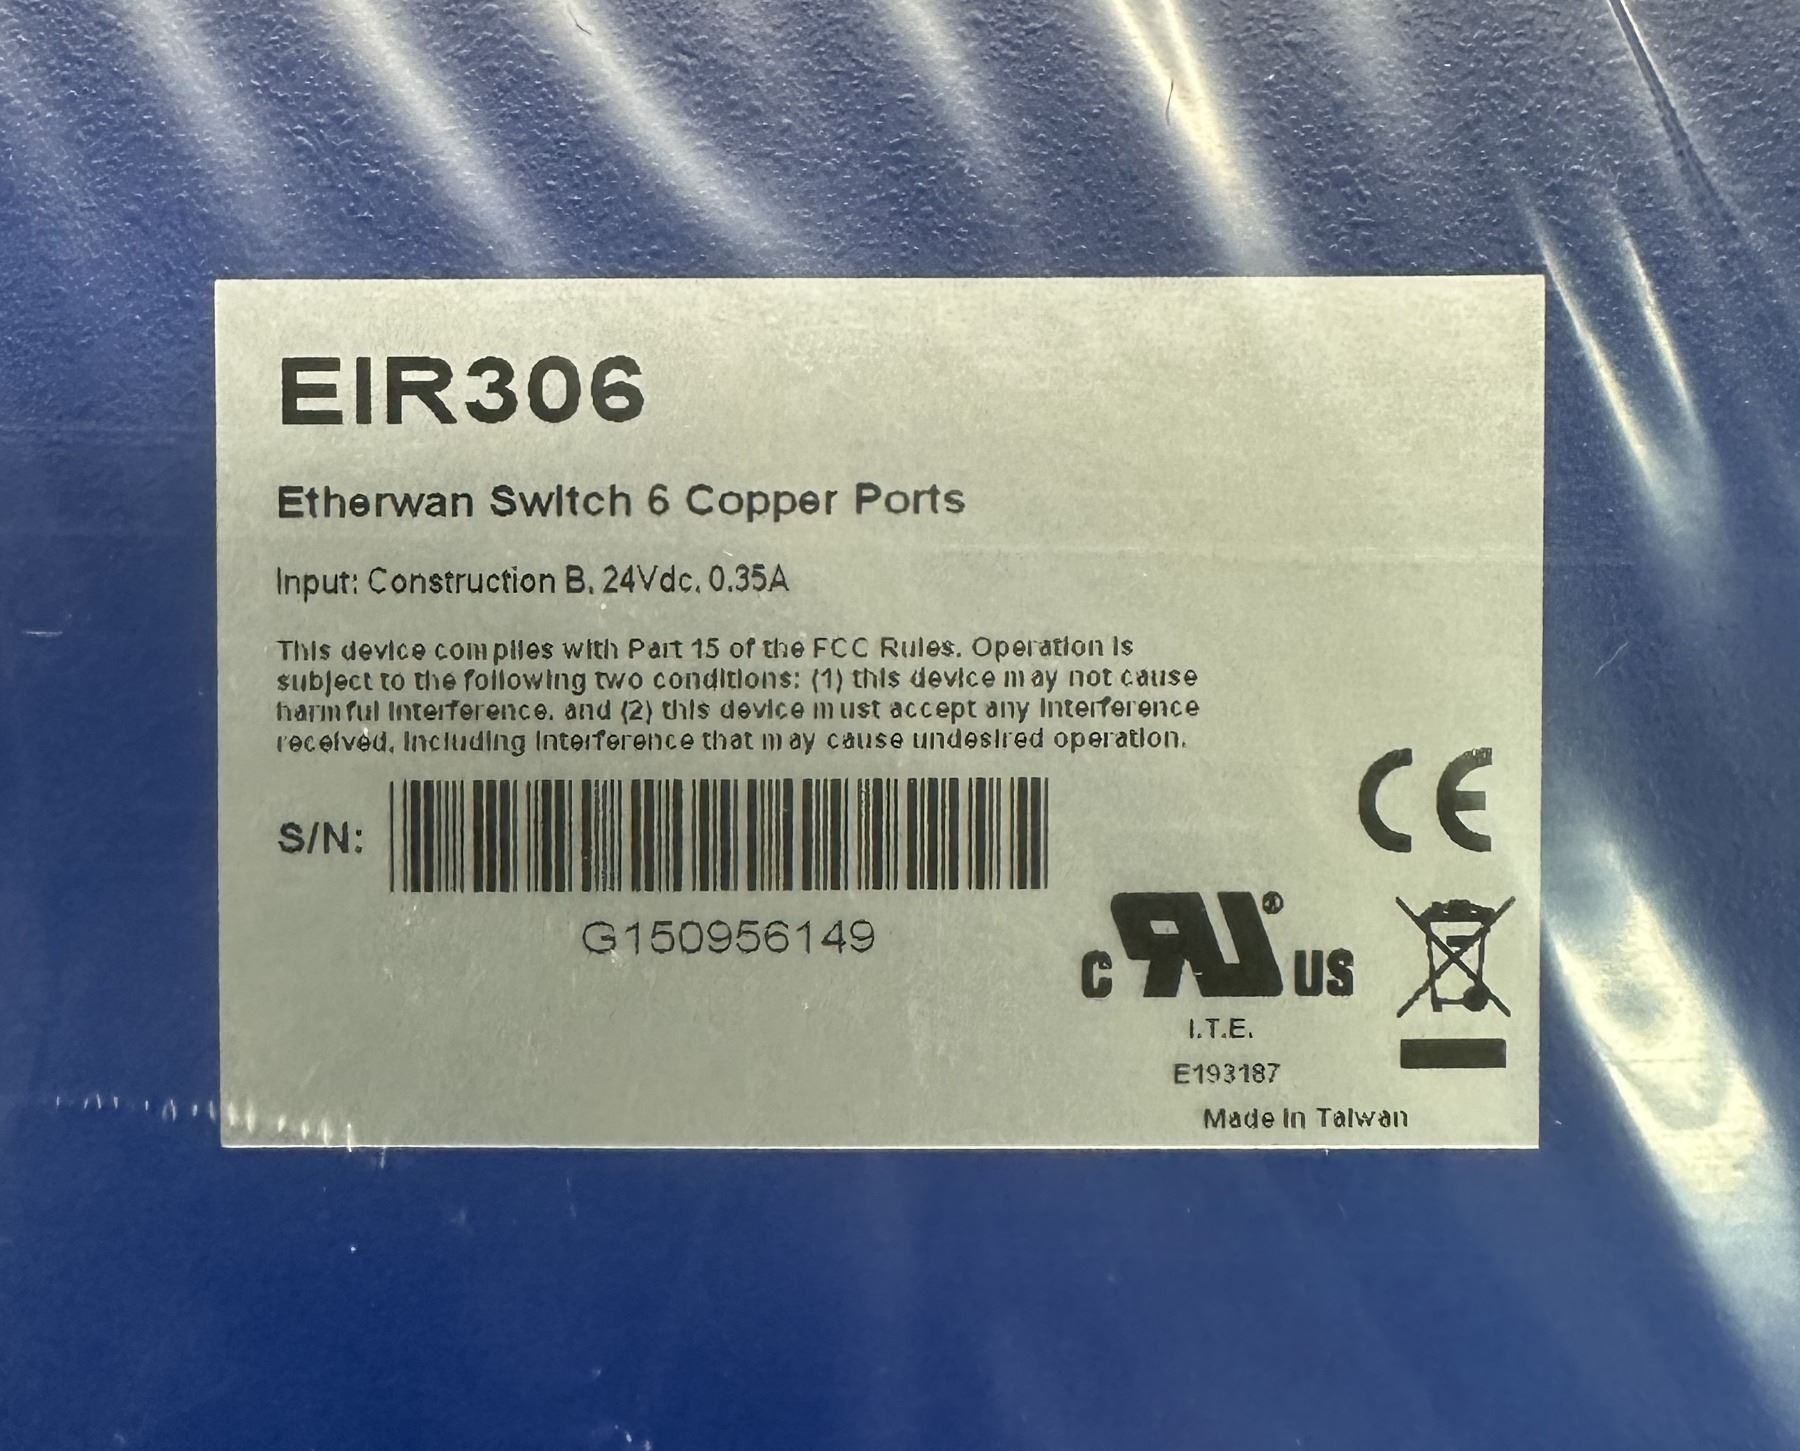 EIR306
Etherwan Switch 6 Copper Ports
Input: Construction B, 24Vdc, 0.35A
This device complies with Part 15 of the FCC Rules. Operation is
subject to the following two conditions: (1) this device may not cause
harmful interference, and (2) this device must accept any interference
received, including interference that may cause undesired operation.
S/N:
G150956149
CE
c RU® US
I.T.E.
E193187
Made in Taiwan